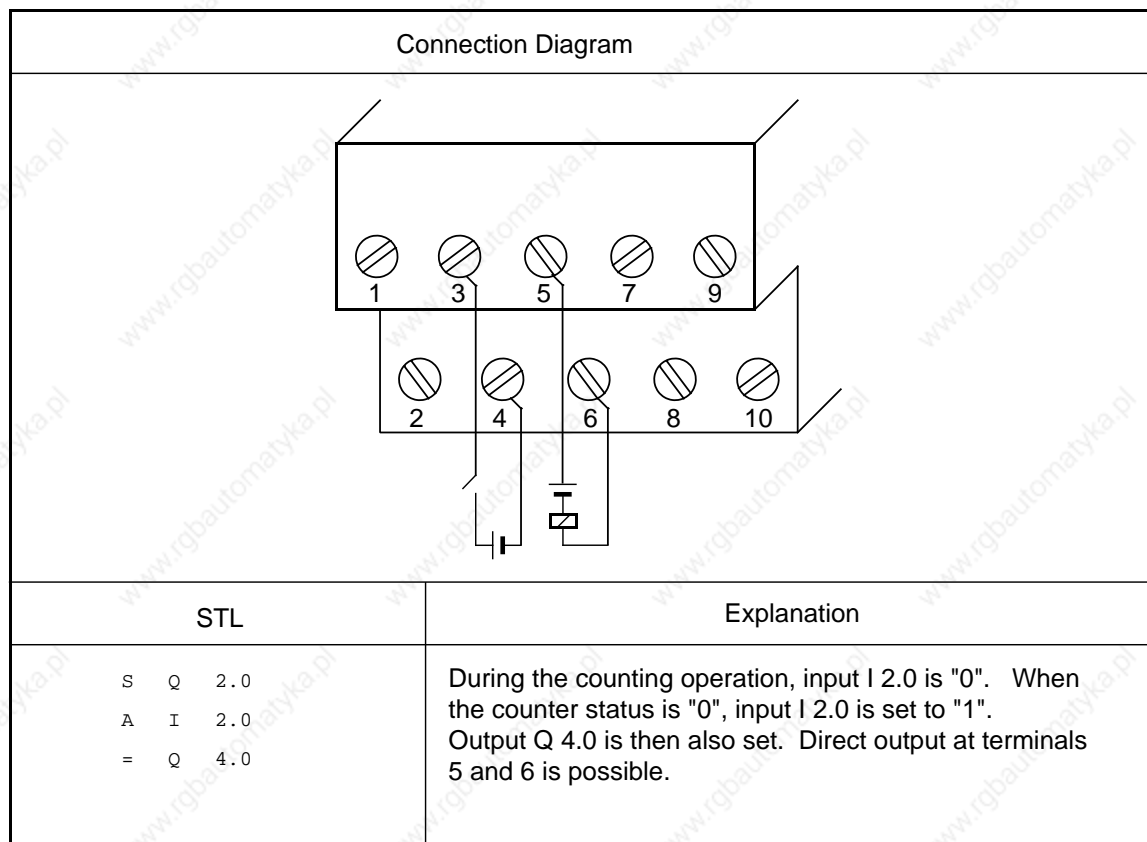 Connection Diagram
1 3 5 7 9
2 4 6 8 10
STL
Explanation
S Q 2.0
A I 2.0
= Q 4.0
During the counting operation, input I 2.0 is "0". When
the counter status is "0", input I 2.0 is set to "1".
Output Q 4.0 is then also set. Direct output at terminals
5 and 6 is possible.
www.rgbautomatyka.pl